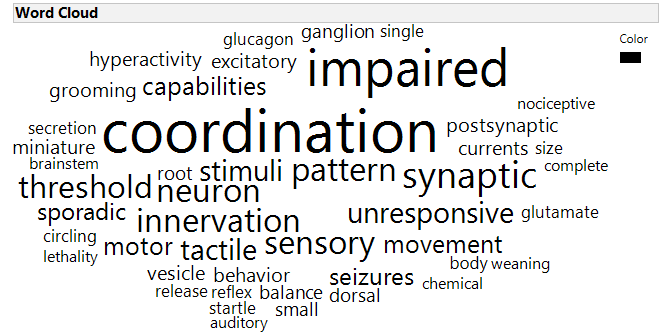 Word Cloud
Color
glucagon ganglion single
hyperactivity excitatory impaired
grooming capabilities
nociceptive
secretion coordination postsynaptic
miniature currents size
brainstem root stimuli pattern synaptic complete
threshold neuron
sporadic innervation unresponsive glutamate
circling motor tactile sensory movement
lethality
vesicle behavior seizures body weaning
release reflex balance dorsal chemical
startle small
auditory